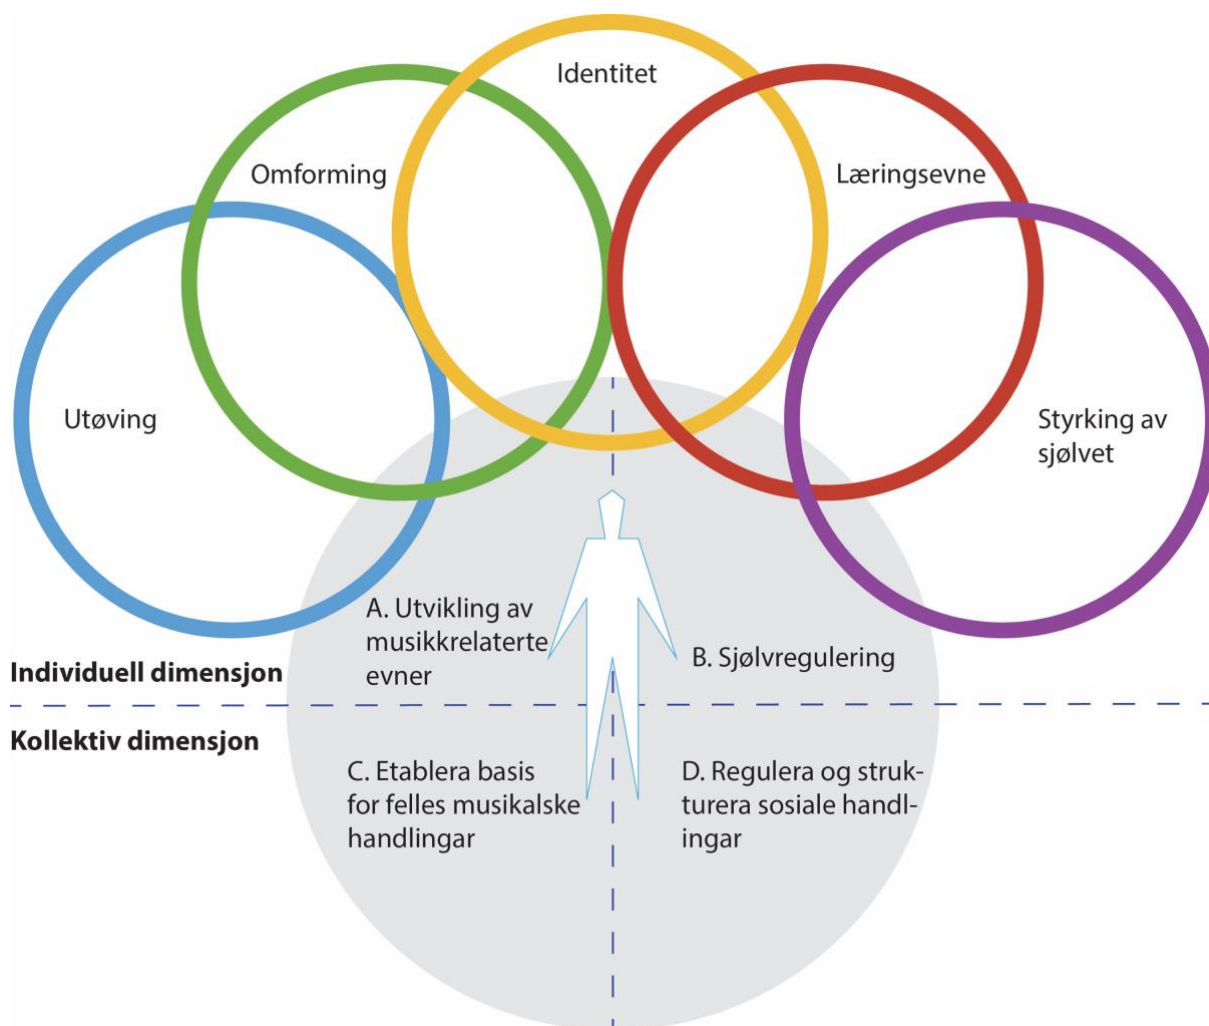 Identitet
Omforming
Læringsevne
Utøving
Styrking av
sjølvet
A. Utvikling av
musikkrelaterte
evner
B. Sjølvregulering
Individuell dimensjon
Kollektiv dimensjon
C. Etablera basis
for felles musikalske
handlingar
D. Regulera og struk-
turera sosiale handl-
ingar